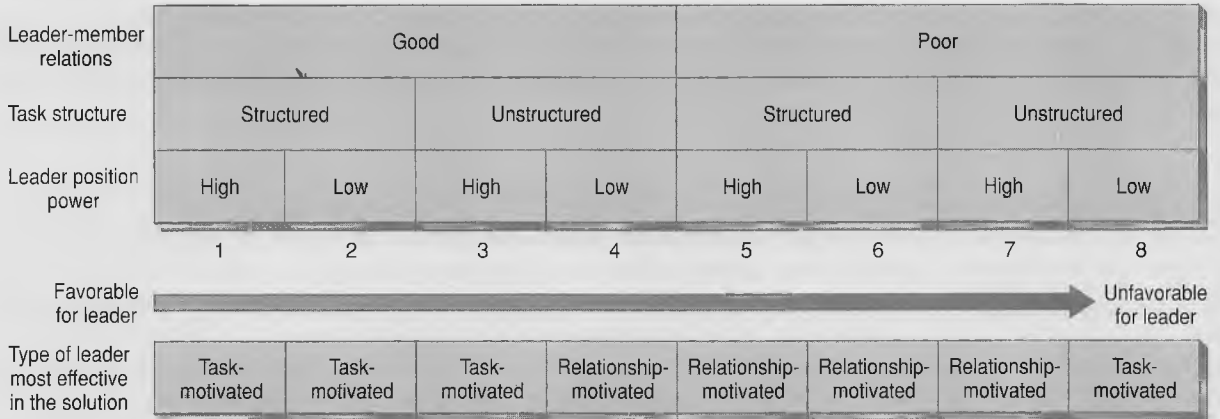 Leader-member
relations
Good
Poor
Task structure
Structured
Unstructured
Structured
Unstructured
Leader position
power
High
Low
High
Low
High
Low
High
Low
1
2
3
4
5
6
7
8
Favorable
for leader
Unfavorable
for leader
Type of leader
most effective
in the solution
Task-
motivated
Task-
motivated
Task-
motivated
Relationship-
motivated
Relationship-
motivated
Relationship-
motivated
Relationship-
motivated
Task-
motivated